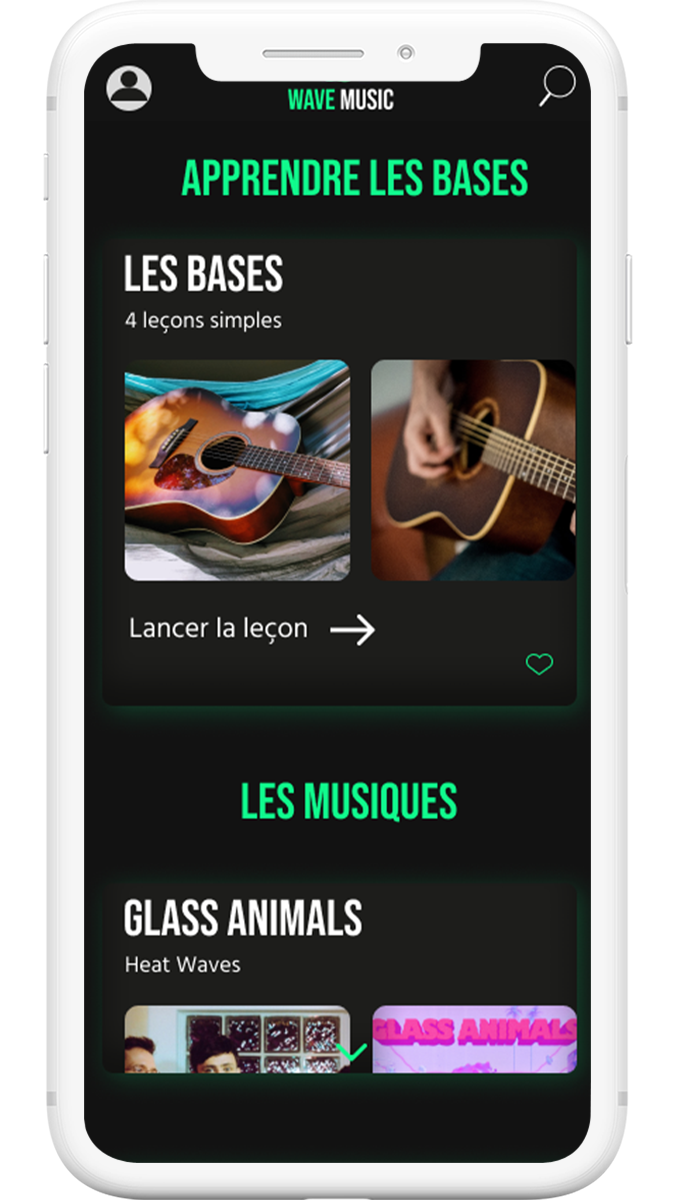 WAVE MUSIC
APPRENDRE LES BASES
LES BASES
4 leçons simples
Lancer la leçon
LES MUSIQUES
GLASS ANIMALS
Heat Waves
GLASS ANIMALS